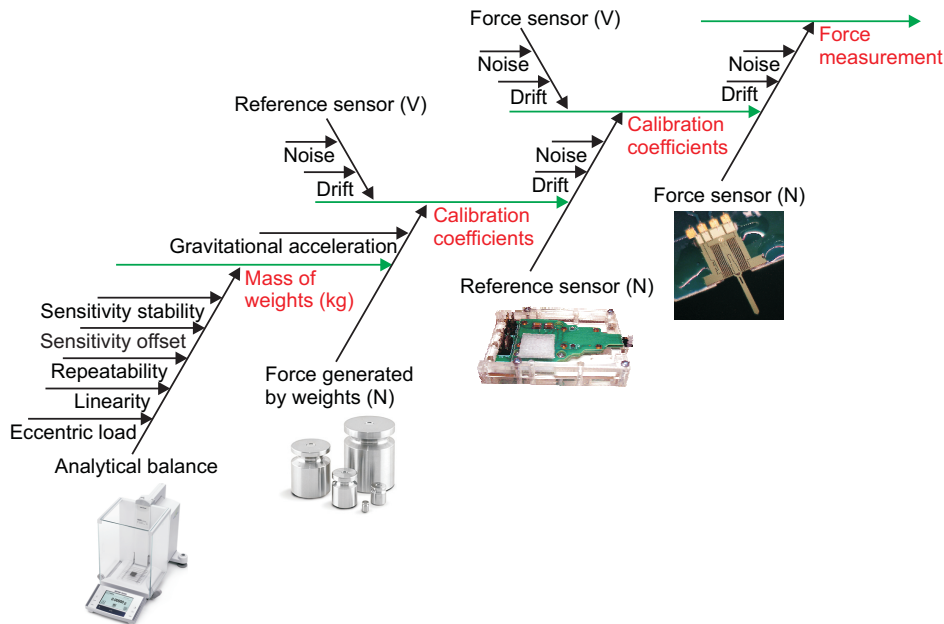 Force sensor (V)
Noise
Drift
Force
measurement
Noise
Drift
Reference sensor (V)
Noise
Drift
Calibration
coefficients
Noise
Drift
Force sensor (N)
Calibration
coefficients
Gravitational acceleration
Reference sensor (N)
Mass of
weights (kg)
Sensitivity stability
Sensitivity offset
Repeatability
Linearity
Eccentric load
Analytical balance
Force generated
by weights (N)